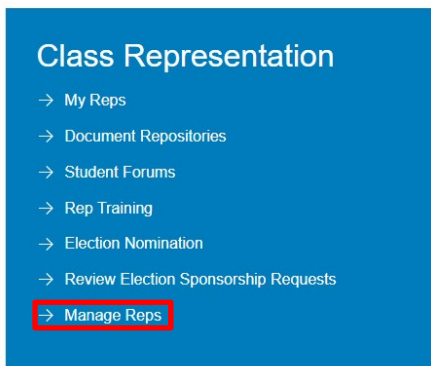 Class Representation
→ My Reps
→ Document Repositories
→ Student Forums
→ Rep Training
→ Election Nomination
→ Review Election Sponsorship Requests
→ Manage Reps